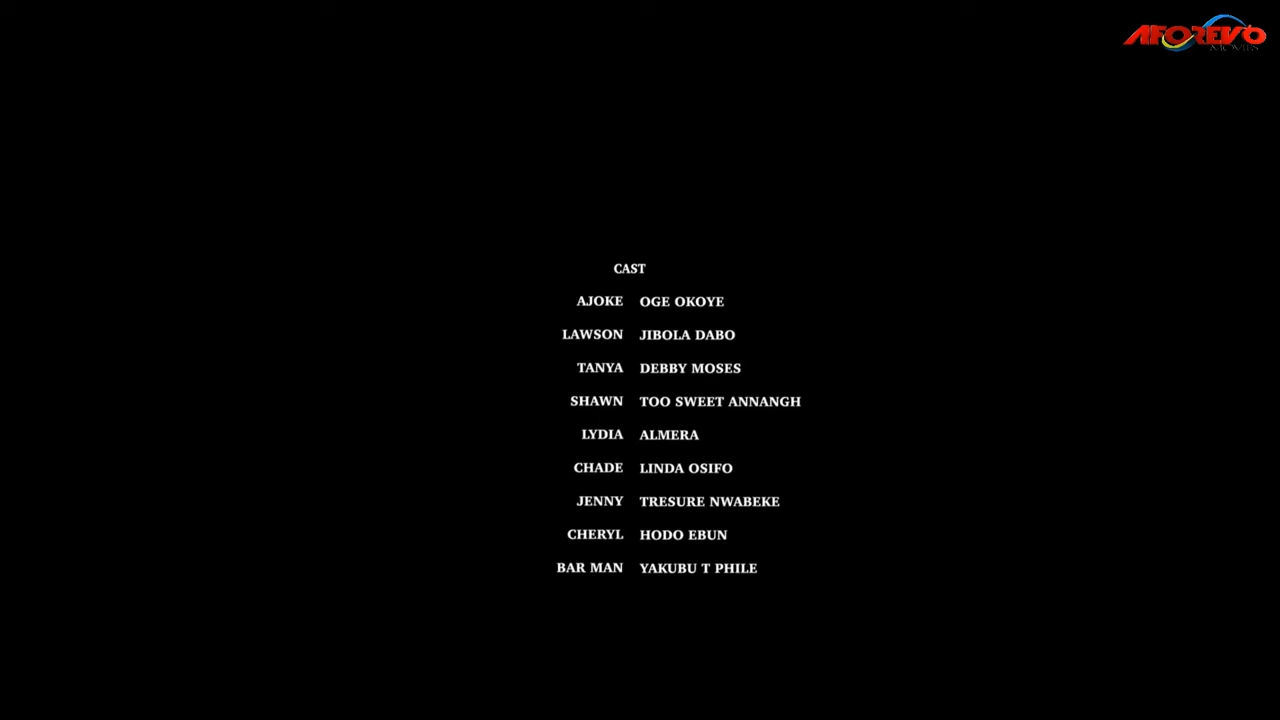 AFOREVO
MOVIES
CAST
AJOKE OGE OKOYE
LAWSON JIBOLA DABO
TANYA DEBBY MOSES
SHAWN TOO SWEET ANNANGH
LYDIA ALMERA
CHADE LINDA OSIFO
JENNY TRESURE NWABEKE
CHERYL HODO EBUN
BAR MAN YAKUBU T PHILE